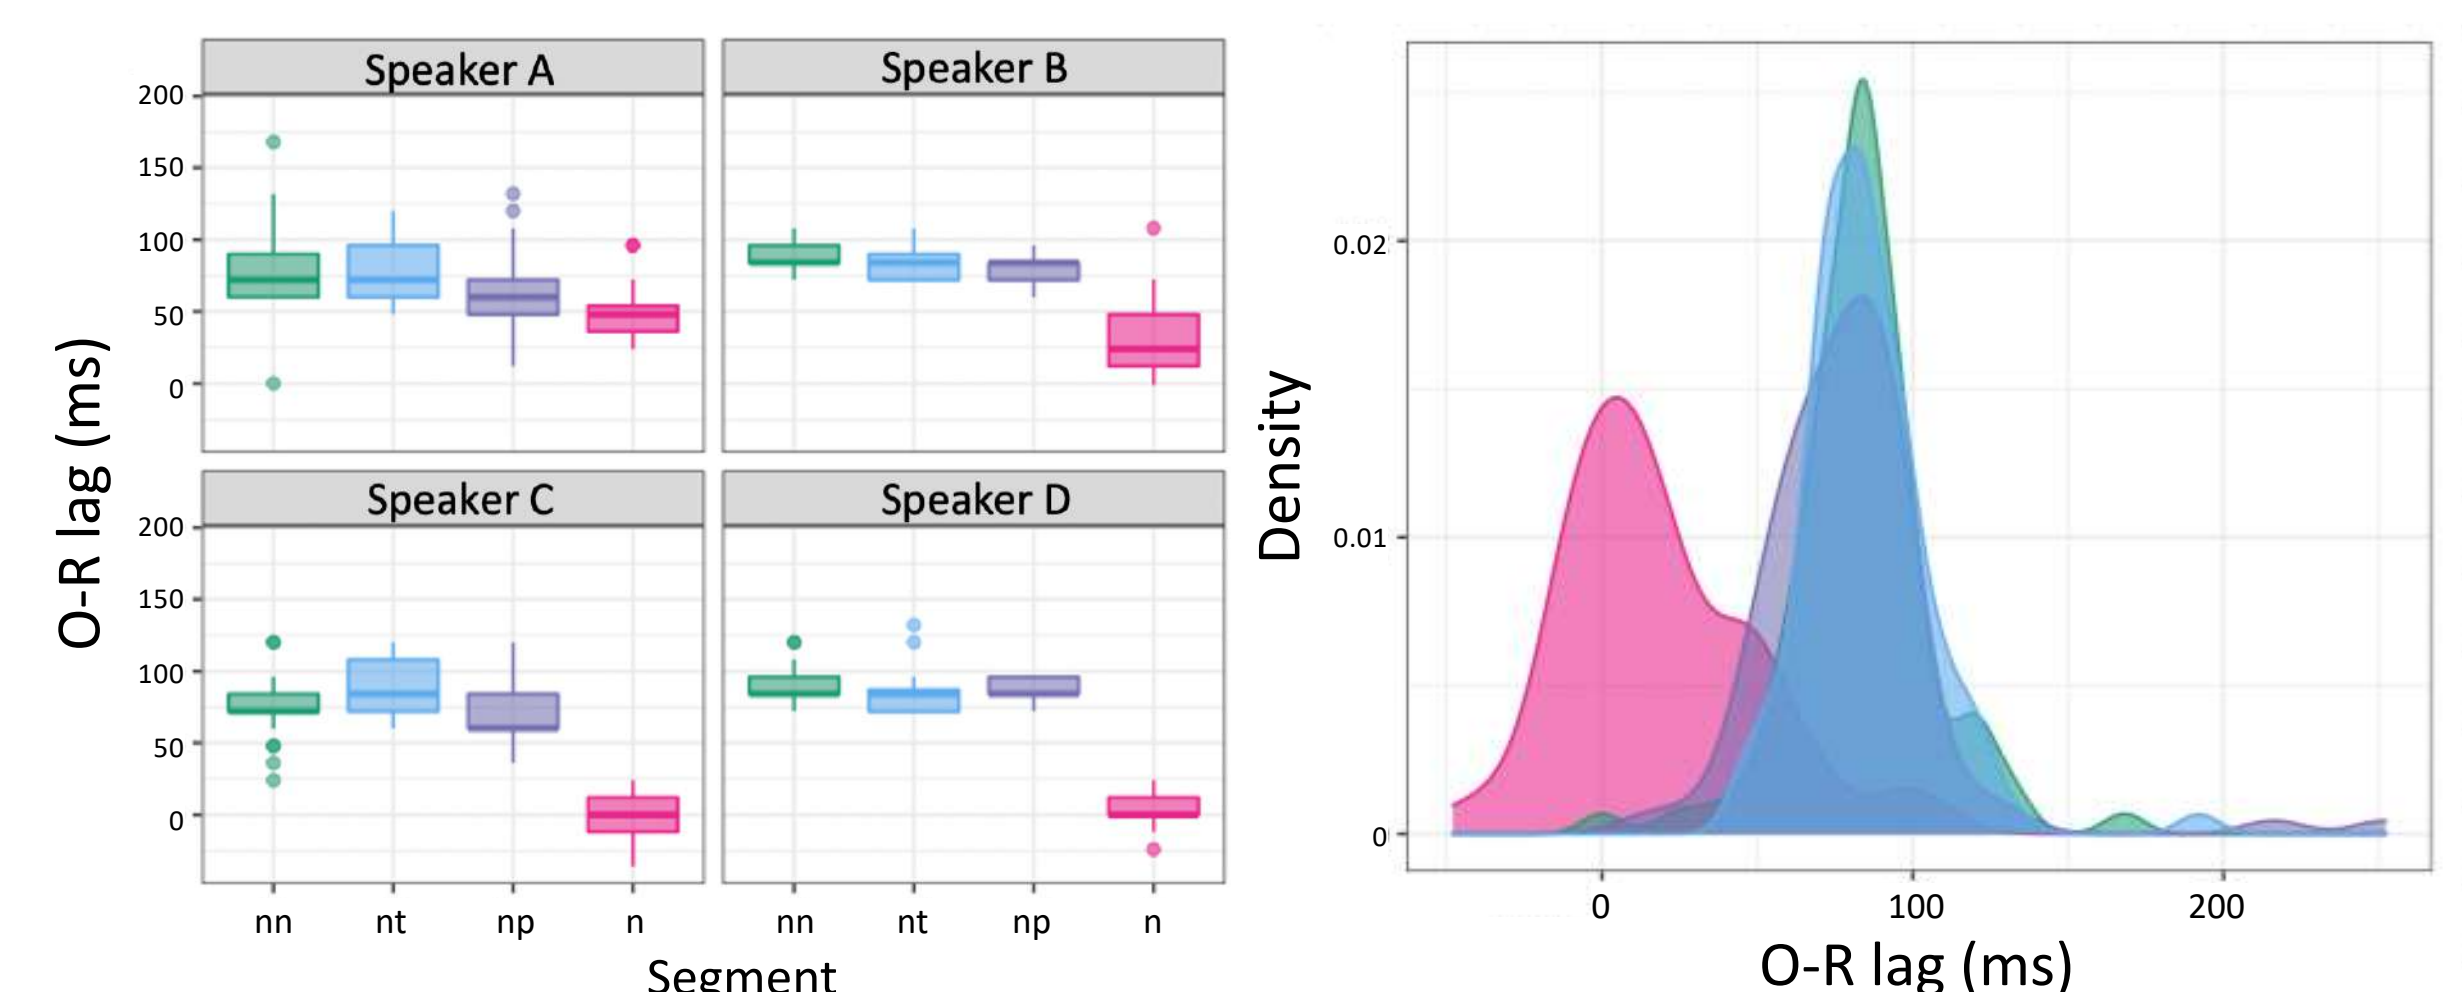 Speaker A
Speaker B
200
150
100
50
0
Speaker C
Speaker D
200
150
100
50
0
O-R lag (ms)
nn nt np n
nn nt np n
Segment
0.02
0.01
0
Density
0 100 200
O-R lag (ms)